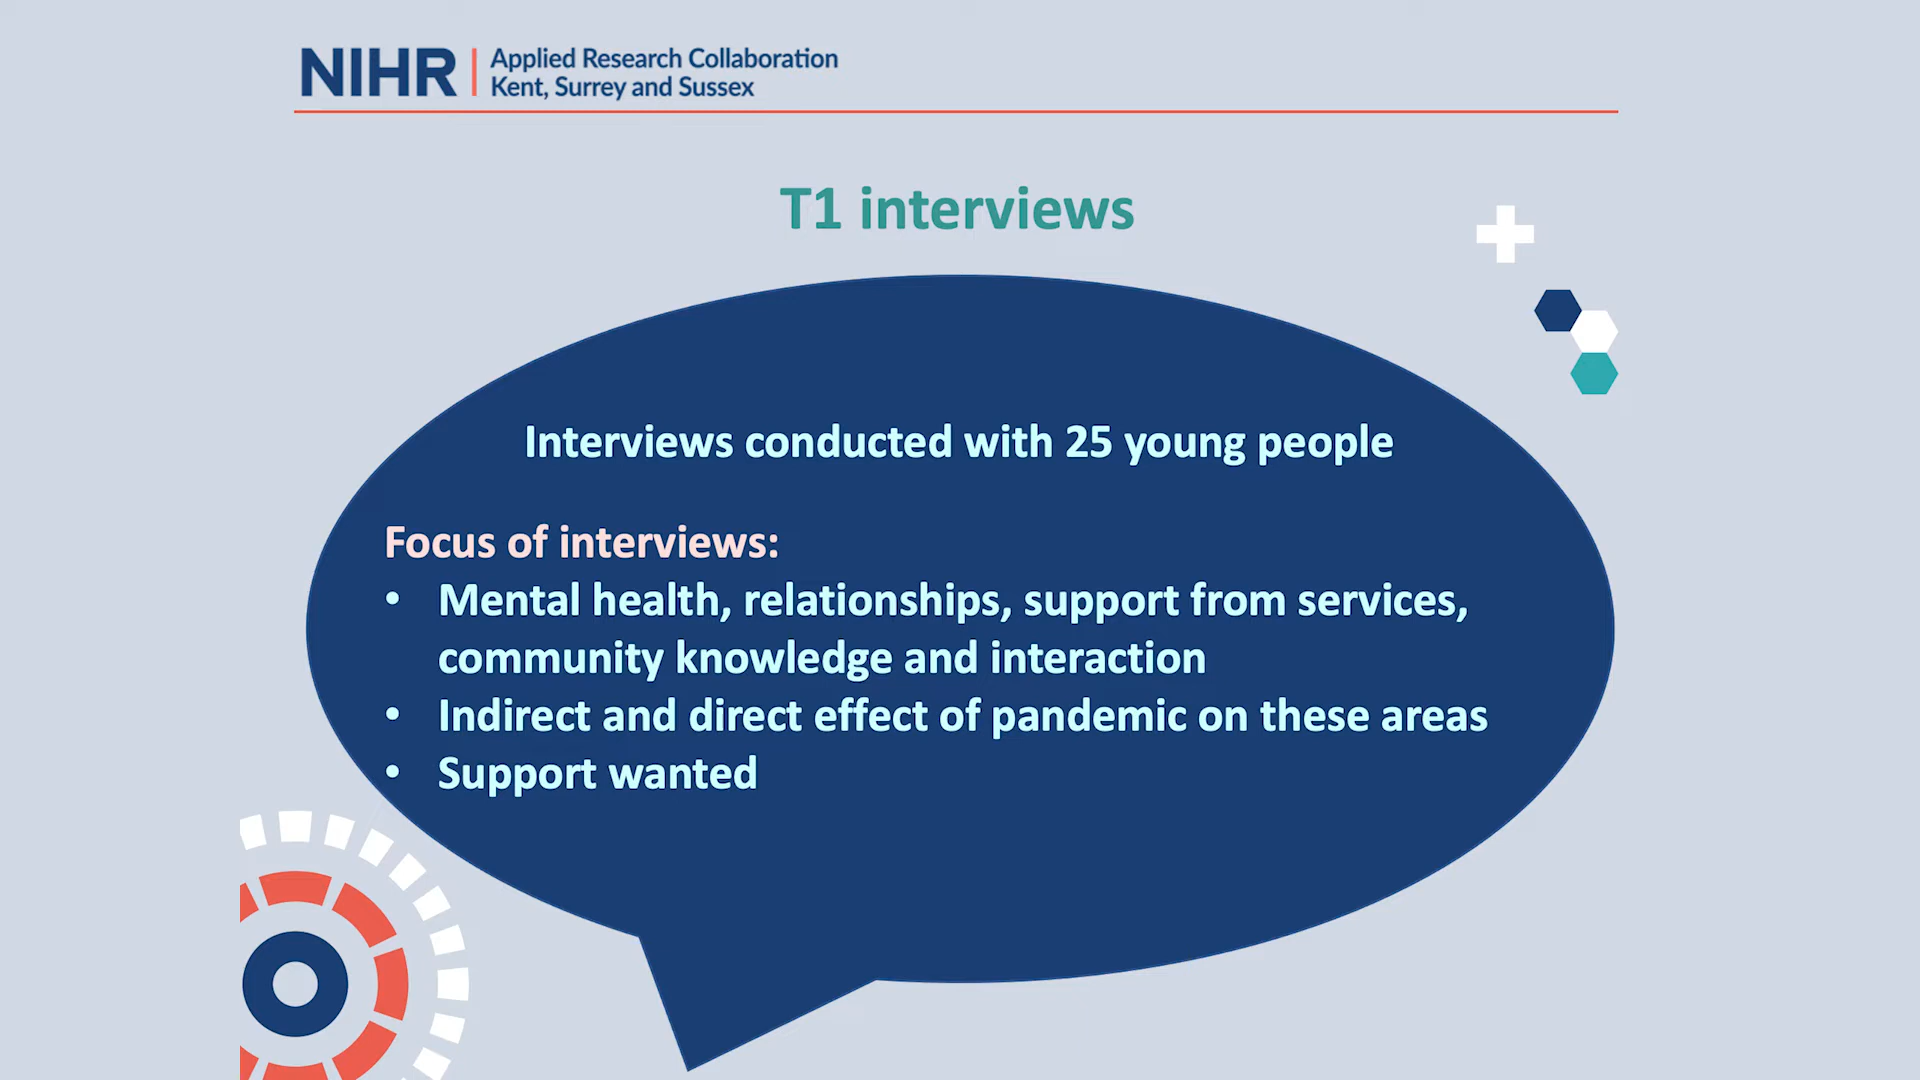 NIHR | Applied Research Collaboration
Kent, Surrey and Sussex
T1 interviews
Interviews conducted with 25 young people
Focus of interviews:
• Mental health, relationships, support from services,
community knowledge and interaction
• Indirect and direct effect of pandemic on these areas
• Support wanted